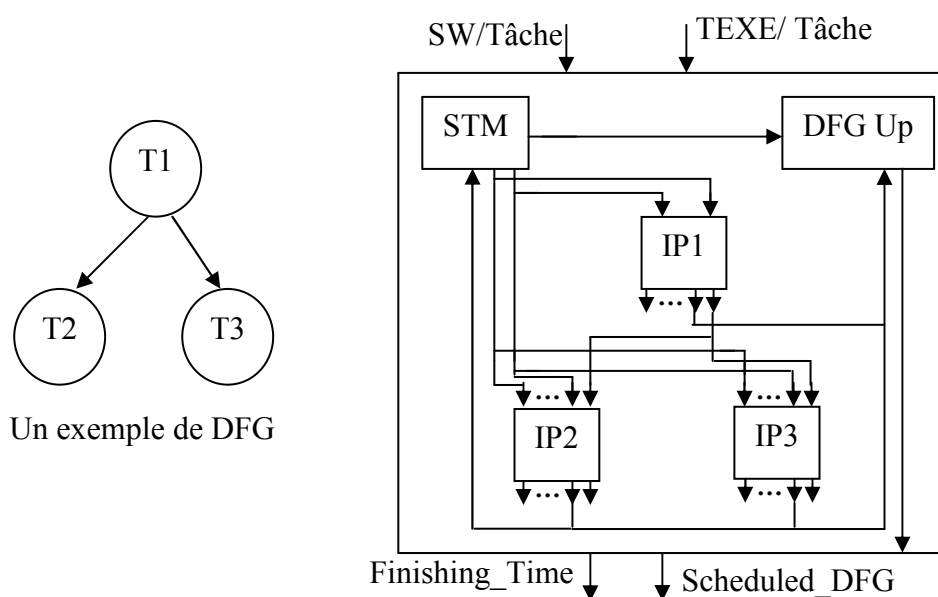 SW/Tâche
TEXE/ Tâche
STM
DFG Up
T1
IP1
T2
T3
...
... ...
IP2
IP3
... ...
Un exemple de DFG
Finishing_Time
Scheduled_DFG